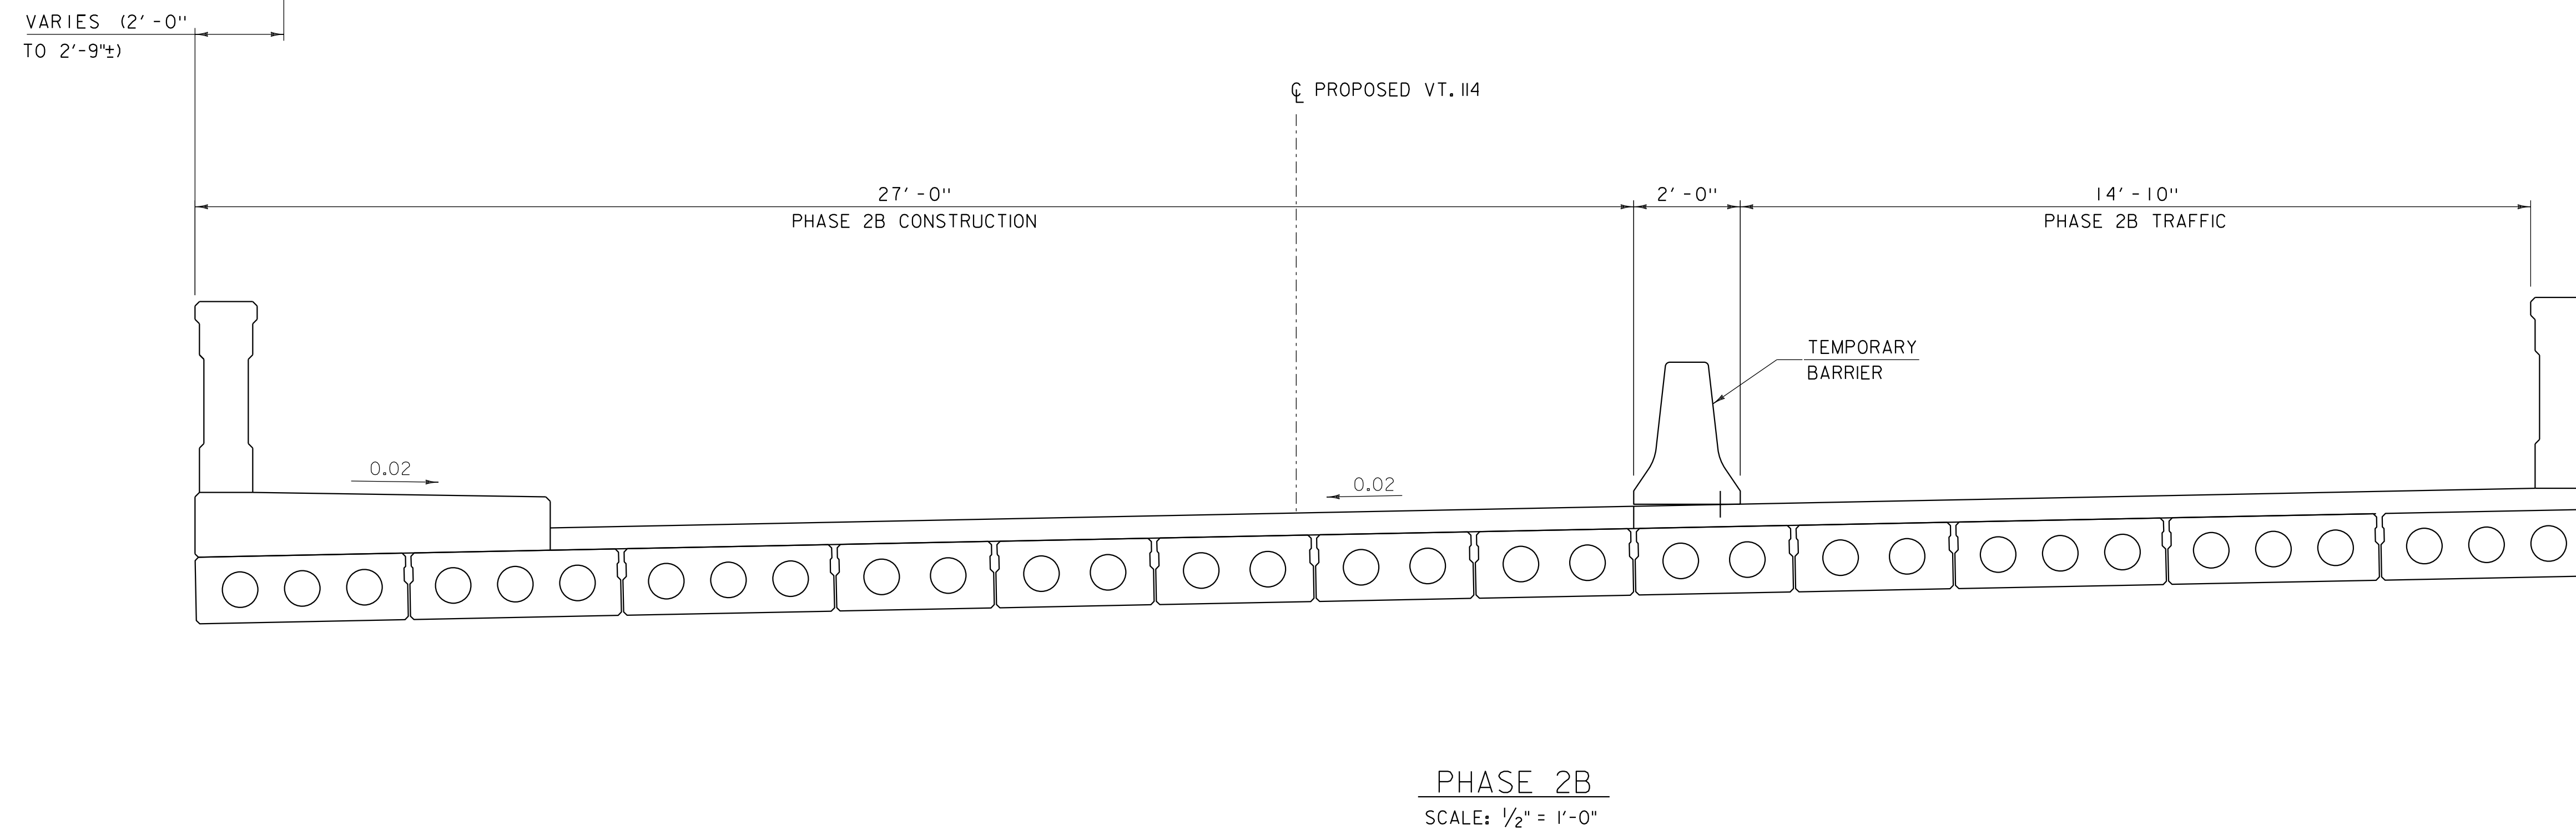 VARIES (2'-0"
TO 2'-9"±)
℄ PROPOSED VT. 114
27'-0"
PHASE 2B CONSTRUCTION
2'-0"
14'-10"
PHASE 2B TRAFFIC
TEMPORARY
BARRIER
0.02
0.02
PHASE 2B
SCALE: 1/2" = 1'-0"